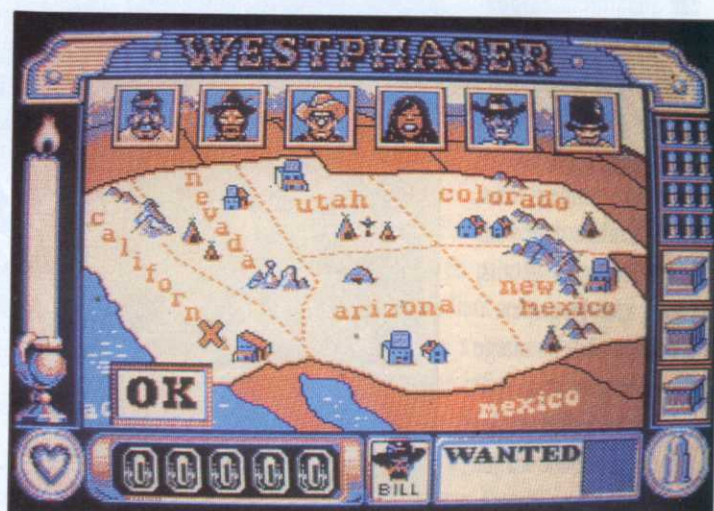 WESTPHASER
nevada
utah
colorado
californ
arizona
new
mexico
OK
mexico
00000
BILL
WANTED